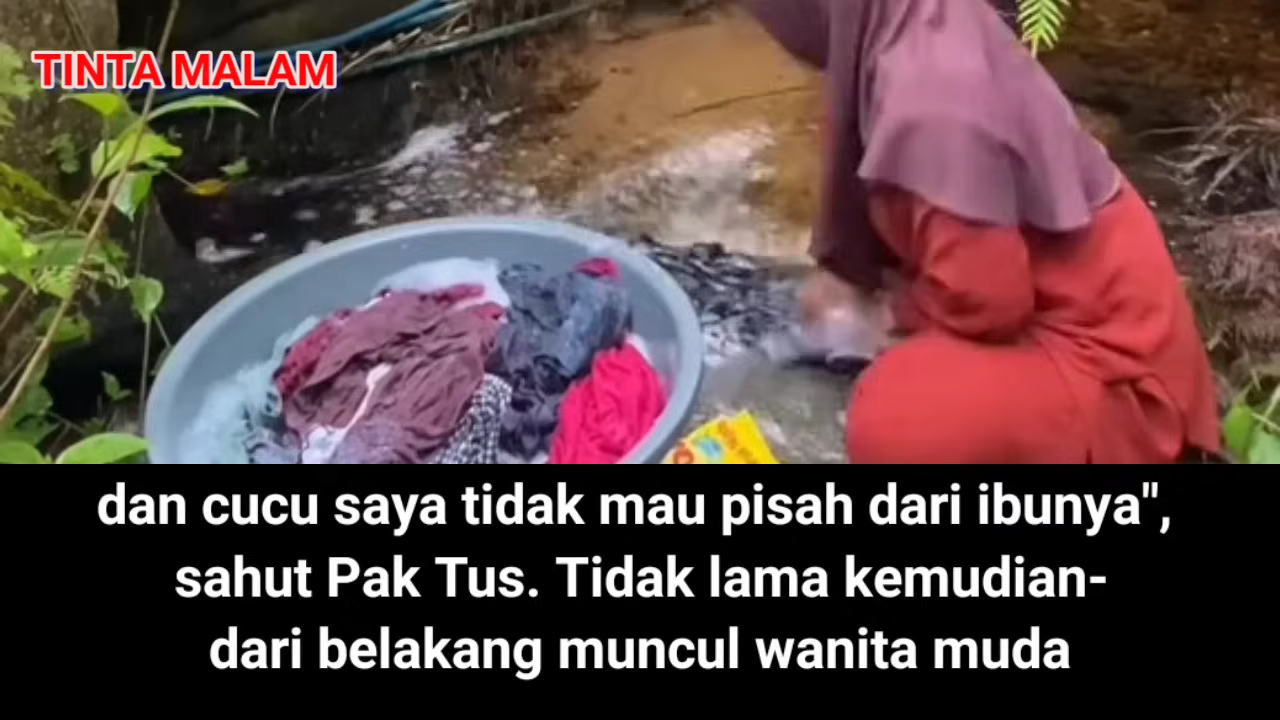 TINTA MALAM
dan cucu saya tidak mau pisah dari ibunya",
sahut Pak Tus. Tidak lama kemudian-
dari belakang muncul wanita muda